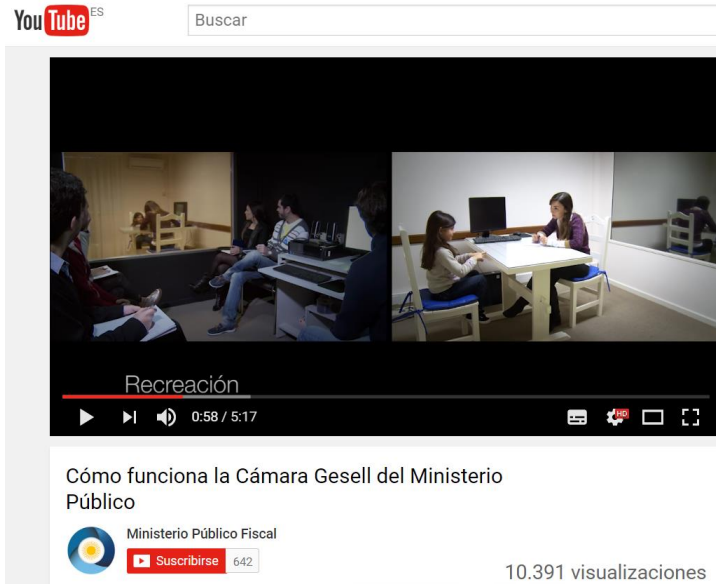 YouTube ES
Buscar
Recreación
0:58 / 5:17
HD
Cómo funciona la Cámara Gesell del Ministerio
Público
Ministerio Público Fiscal
Suscribirse 642
10.391 visualizaciones